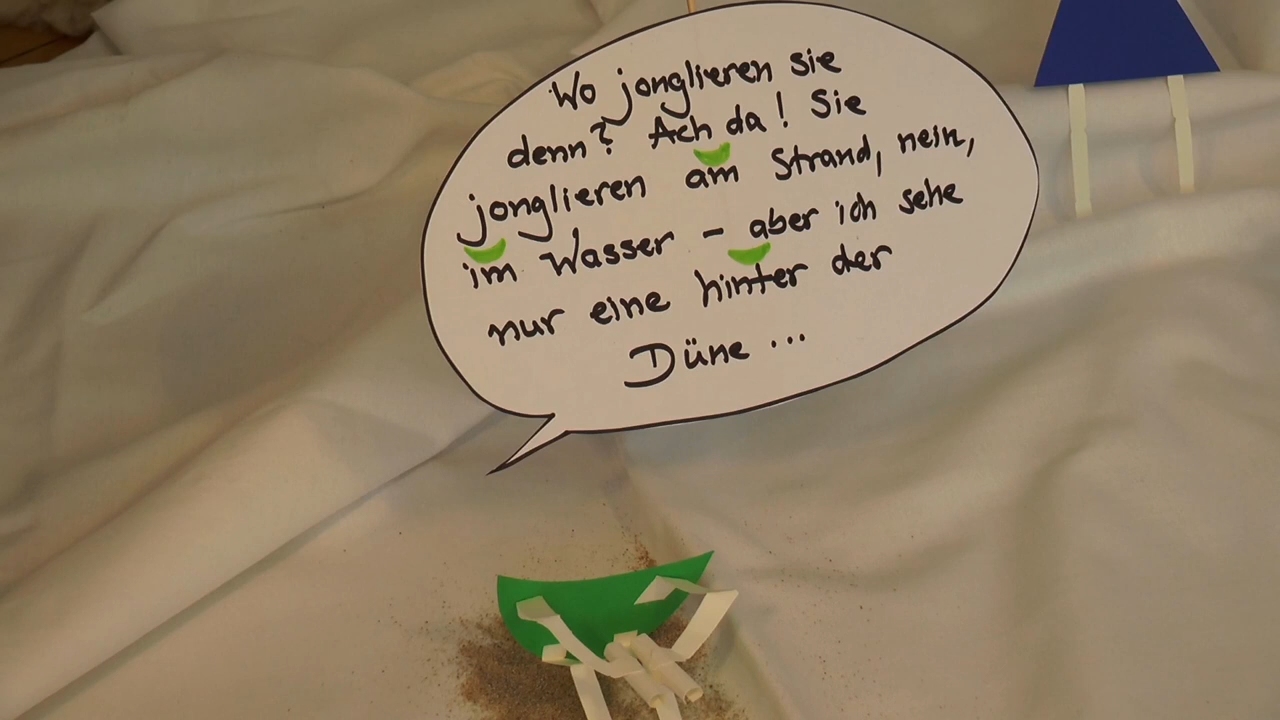 Wo jonglieren sie
denn? Ach da! Sie
jonglieren am Strand, nein,
im Wasser - aber ich sehe
nur eine hinter der
Düne ...